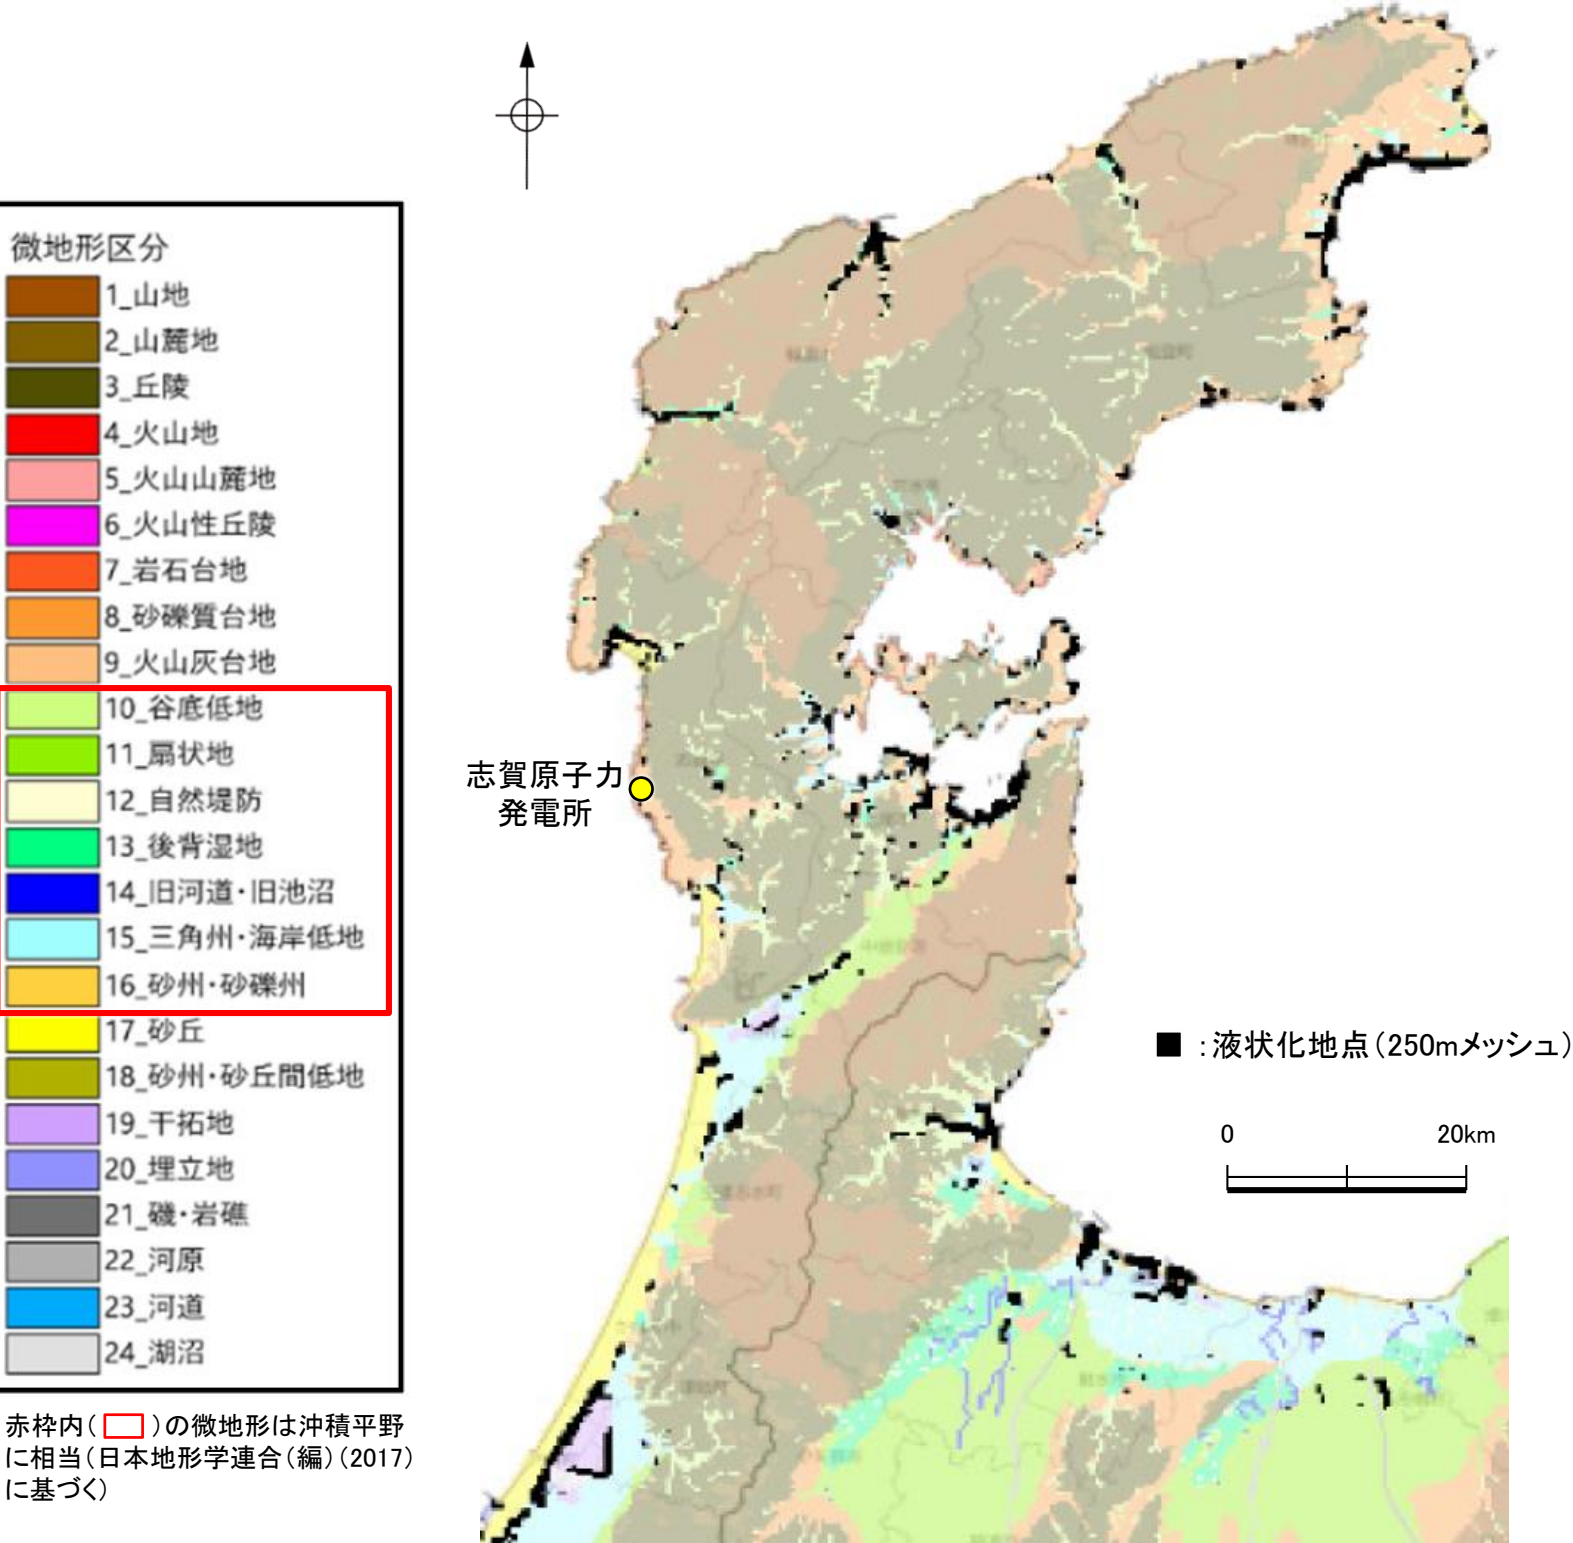 微地形区分
1_山地
2_山麓地
3_丘陵
4_火山地
5_火山山麓地
6_火山性丘陵
7_岩石台地
8_砂礫質台地
9_火山灰台地
10_谷底低地
11_扇状地
12_自然堤防
13_後背湿地
14_旧河道・旧池沼
15_三角州・海岸低地
16_砂州・砂礫州
17_砂丘
18_砂州・砂丘間低地
19_干拓地
20_埋立地
21_磯・岩礁
22_河原
23_河道
24_湖沼
赤枠内( )の微地形は沖積平野
に相当(日本地形学連合(編)(2017)
に基づく)
志賀原子力
発電所
■ :液状化地点(250mメッシュ)
0 20km